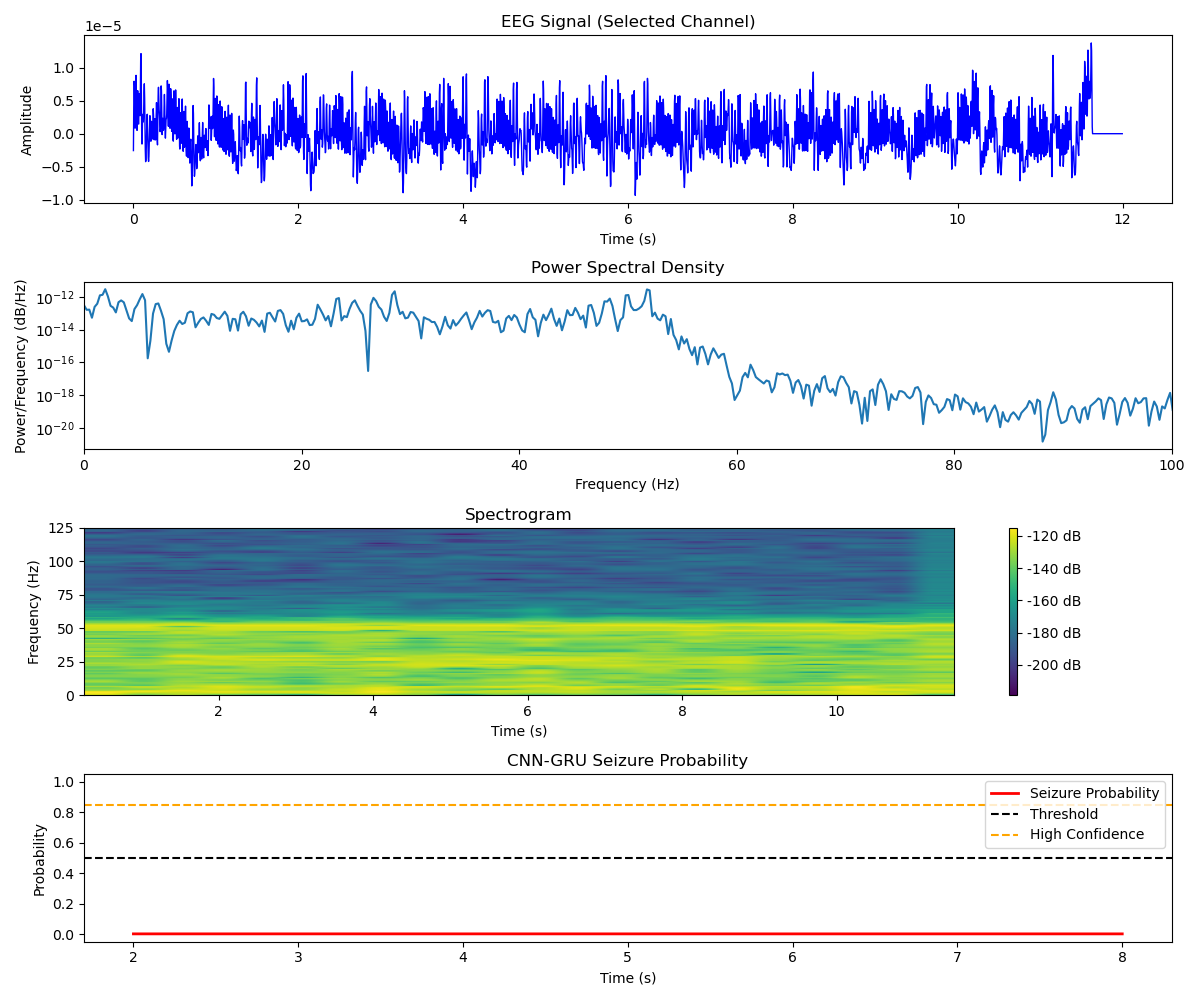 EEG Signal (Selected Channel)
1e−5
1.0
0.5
0.0
−0.5
−1.0
Amplitude
0 2 4 6 8 10 12
Time (s)
Power Spectral Density
10⁻¹²
10⁻¹⁴
10⁻¹⁶
10⁻¹⁸
10⁻²⁰
Power/Frequency (dB/Hz)
0 20 40 60 80 100
Frequency (Hz)
Spectrogram
125
100
75
50
25
0
Frequency (Hz)
2 4 6 8 10
Time (s)
-120 dB
-140 dB
-160 dB
-180 dB
-200 dB
CNN-GRU Seizure Probability
1.0
0.8
0.6
0.4
0.2
0.0
Probability
Seizure Probability
Threshold
High Confidence
2 3 4 5 6 7 8
Time (s)